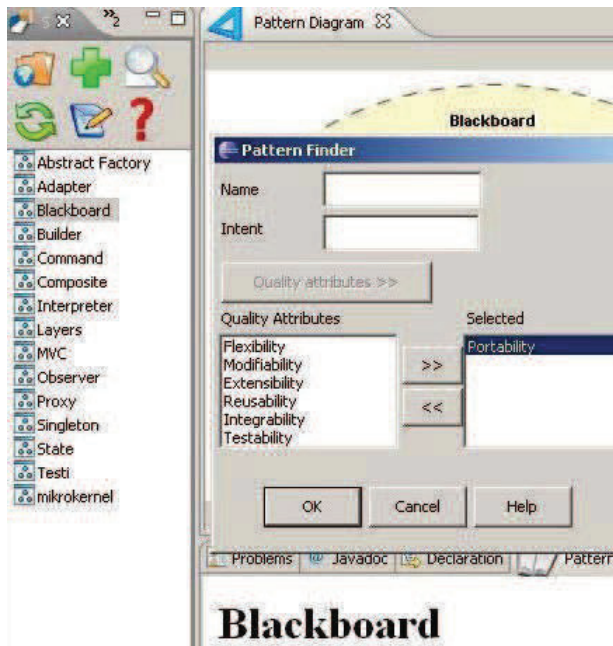 »2
Pattern Diagram
Abstract Factory
Adapter
Blackboard
Builder
Command
Composite
Interpreter
Layers
MVC
Observer
Proxy
Singleton
State
Testi
mikrokernel
Blackboard
Pattern Finder
Name
Intent
Quality attributes >>
Quality Attributes
Selected
Flexibility
Modifiability
Extensibility
Reusability
Integrability
Testability
Portability
>>
<<
OK
Cancel
Help
Problems
@ Javadoc
Declaration
Pattern
Blackboard